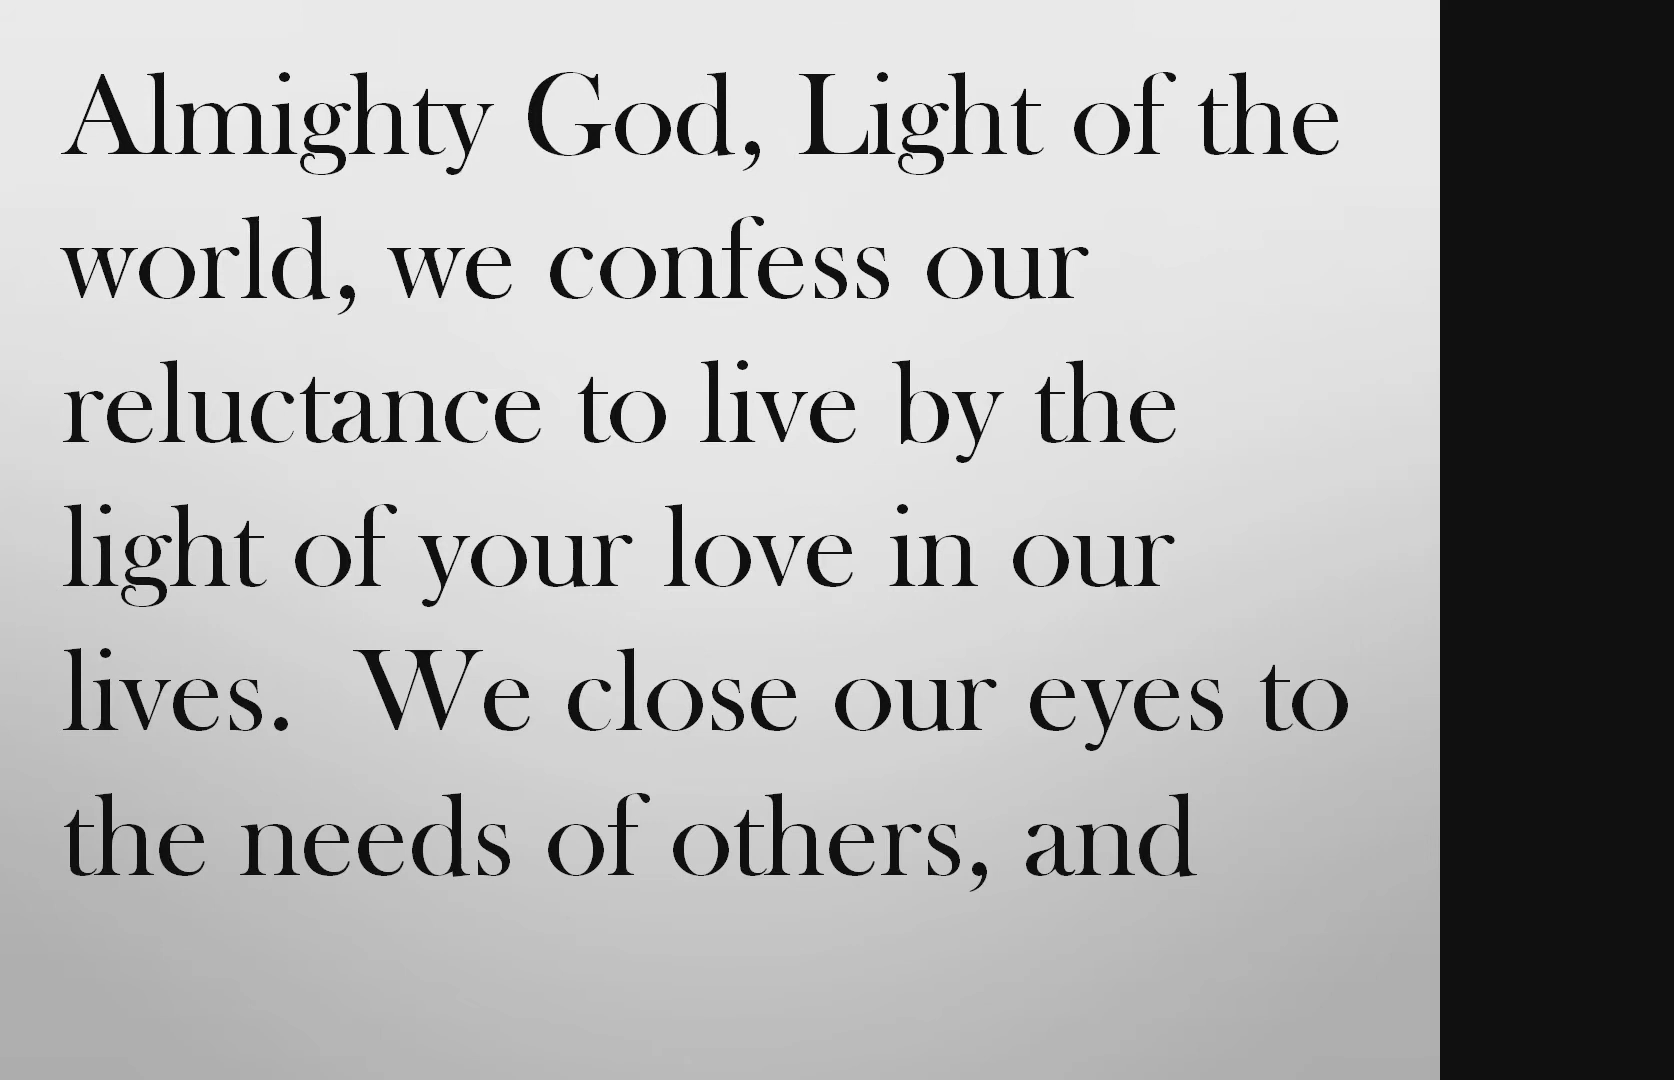 Almighty God, Light of the
world, we confess our
reluctance to live by the
light of your love in our
lives.  We close our eyes to
the needs of others, and